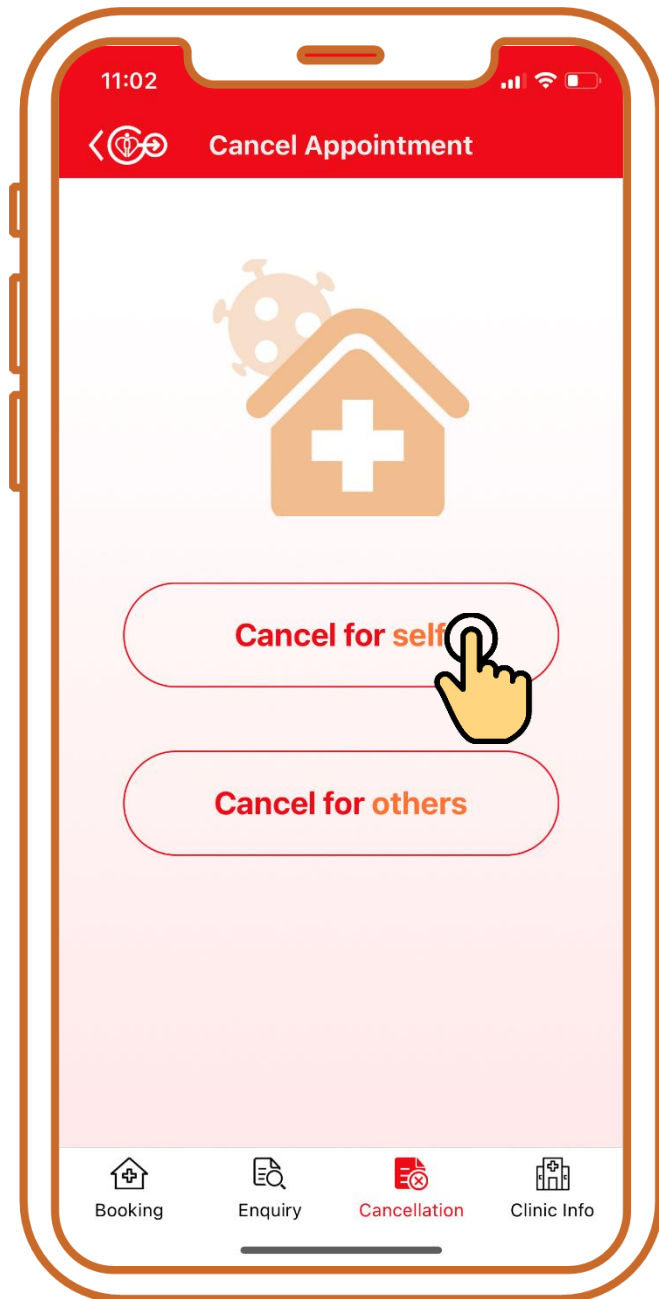 11:02
Cancel Appointment
Cancel for self
Cancel for others
Booking
Enquiry
Cancellation
Clinic Info